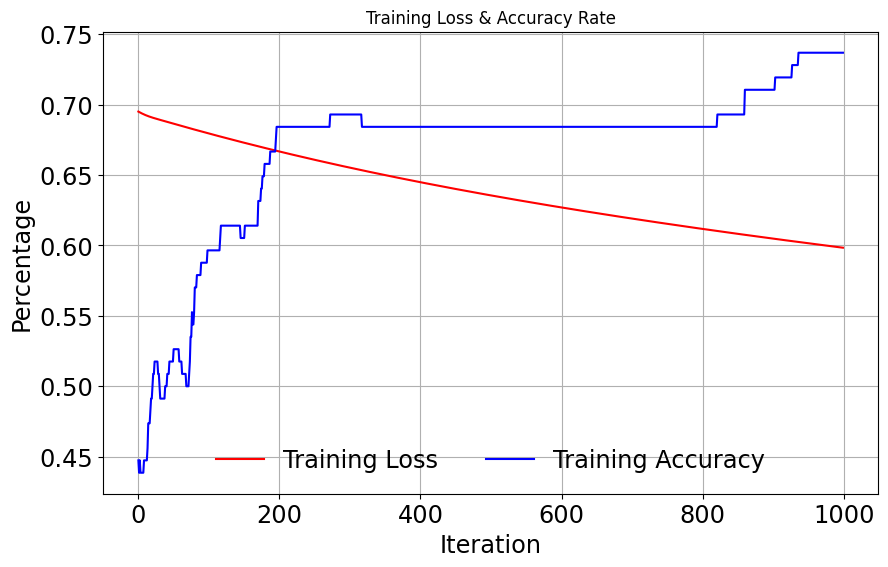 Training Loss & Accuracy Rate
0.75
0.70
0.65
0.60
0.55
0.50
0.45
Percentage
Training Loss
Training Accuracy
0 200 400 600 800 1000
Iteration